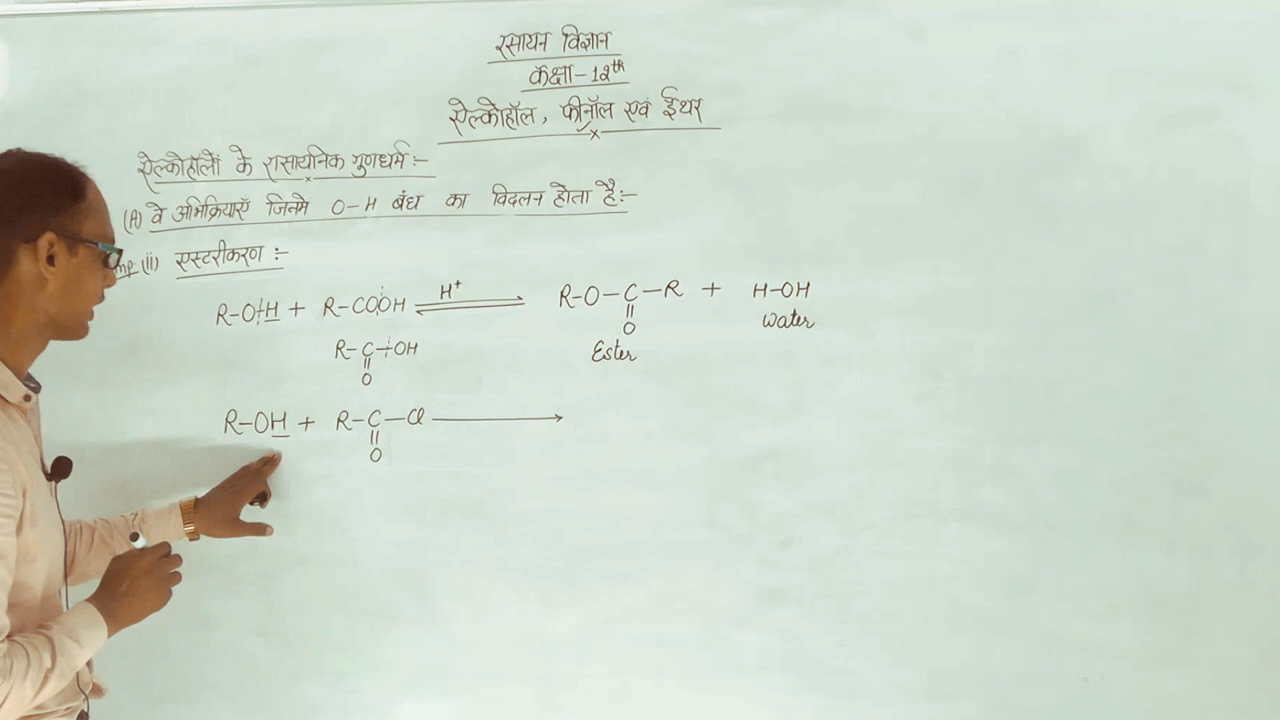 रसायन विज्ञान
कक्षा-12th
ऐल्कोहॉल, फीनॉल एवं ईथर
ऐल्कोहॉलों के रासायनिक गुणधर्म :-
(A) वे अभिक्रियाएँ जिनमे O-H बंध का विदलन होता है:-
(ii) एस्टरीकरण :-
R-OH + R-COOH ⇌ H+ R-O-C-R + H-OH
O
Water
Ester
R-C-OH
O
R-OH + R-C-Cl ⟶
O